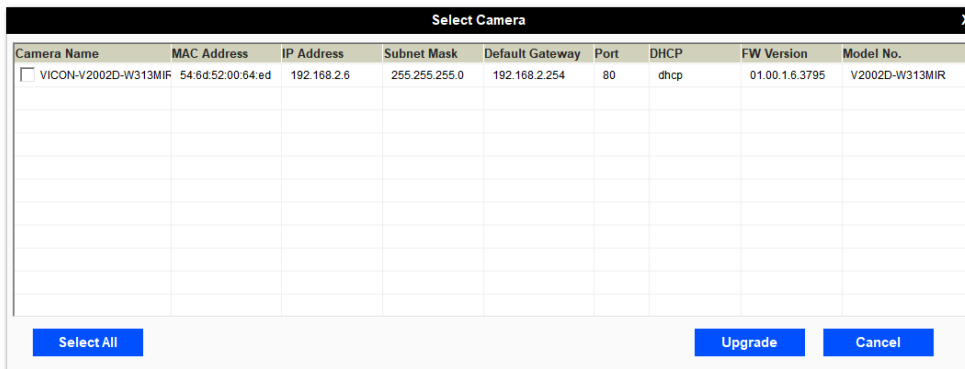 Select Camera X
Camera Name MAC Address IP Address Subnet Mask Default Gateway Port DHCP FW Version Model No.
VICON-V2002D-W313MIR 54:6d:52:00:64:ed 192.168.2.6 255.255.255.0 192.168.2.254 80 dhcp 01.00.1.6.3795 V2002D-W313MIR
Select All Upgrade Cancel